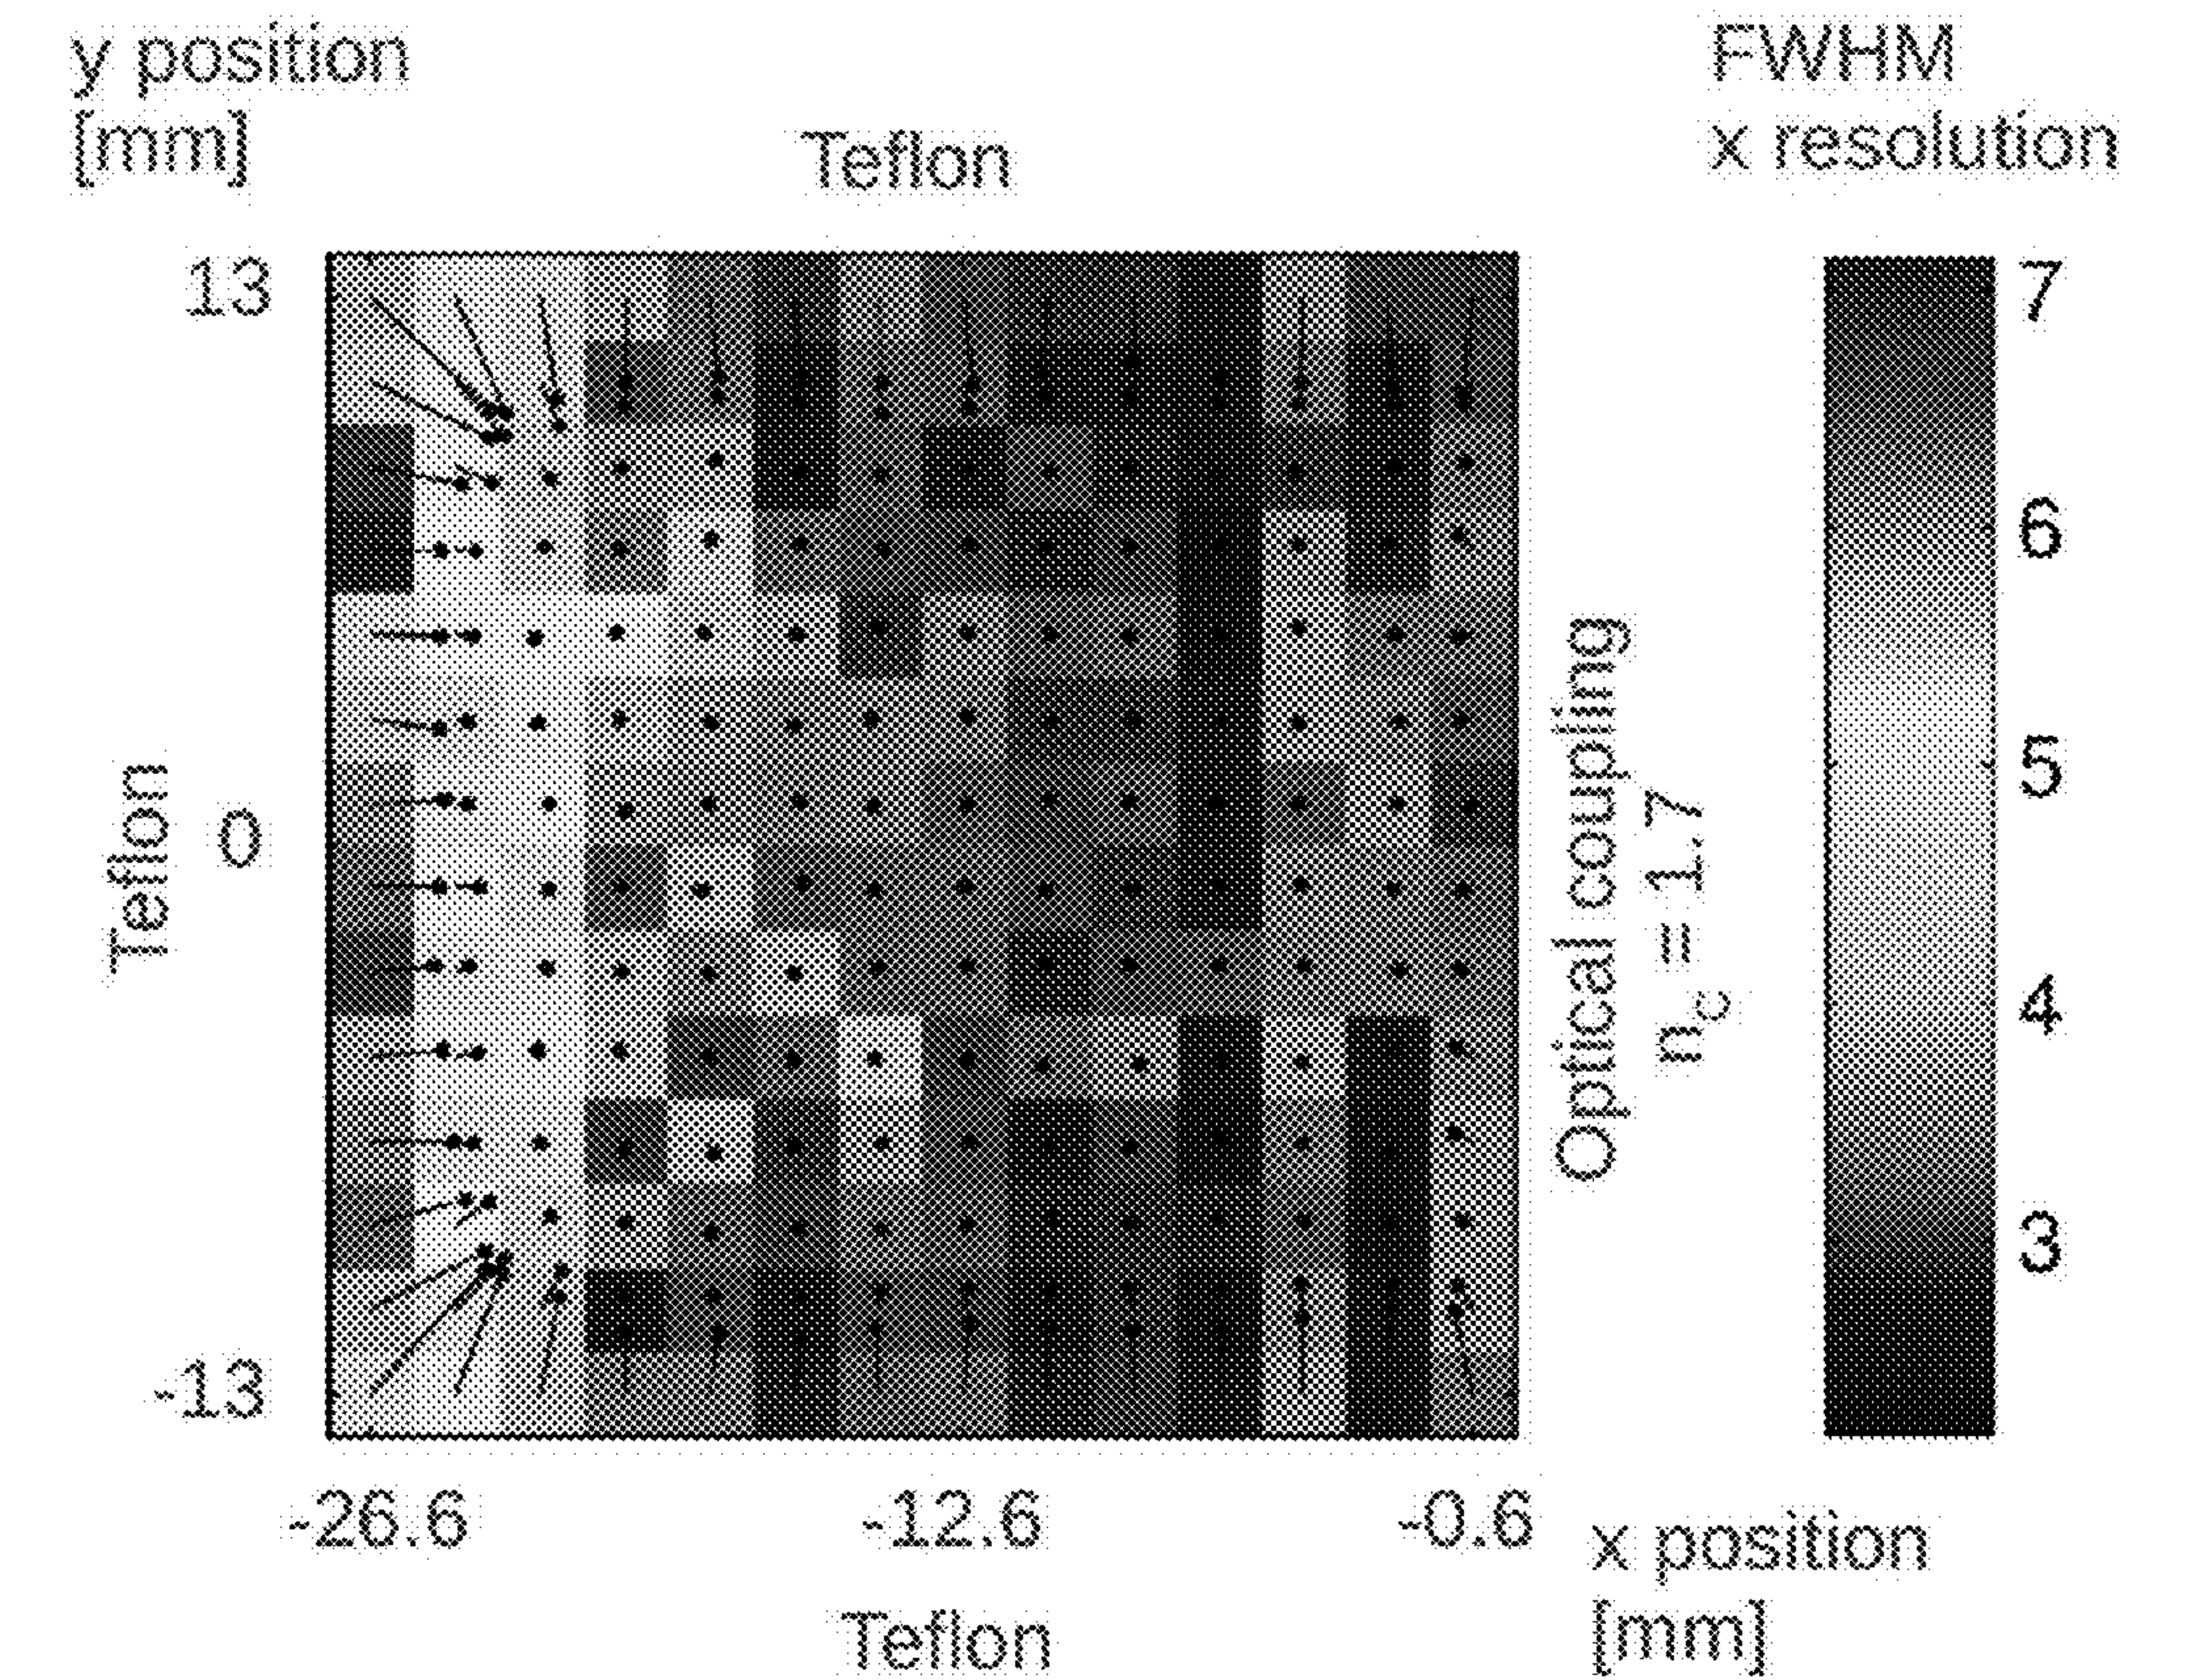 y position
[mm]
Teflon
FWHM
x resolution
13
0
-13
Teflon
Optical coupling
n_c = 1.7
7
6
5
4
3
-26.6
-12.6
-0.6
x position
[mm]
Teflon